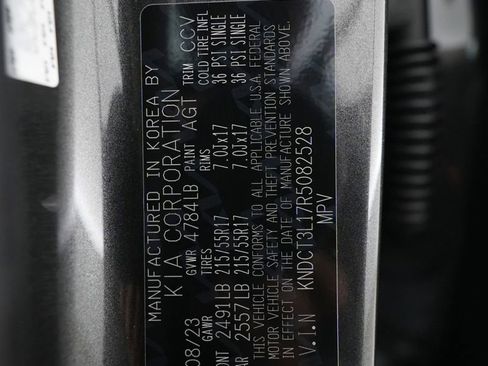 MANUFACTURED IN KOREA BY
KIA CORPORATION
08/23 GVWR 4784LB PAINT AGT TRIM CCV
GAWR TIRES RIMS COLD TIRE INFL
ONT 2491LB 215/55R17 7.0Jx17 36 PSI SINGLE
AR 2557LB 215/55R17 7.0Jx17 36 PSI SINGLE
THIS VEHICLE CONFORMS TO ALL APPLICABLE U.S.A. FEDERAL
MOTOR VEHICLE SAFETY AND THEFT PREVENTION STANDARDS
IN EFFECT ON THE DATE OF MANUFACTURE SHOWN ABOVE.
V.I.N KNDCT3L17R5082528
MPV